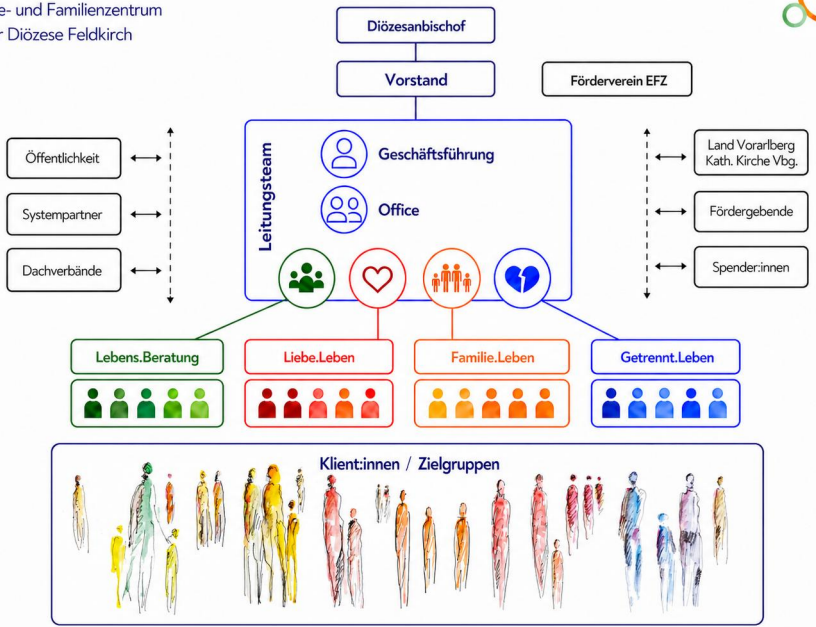 e- und Familienzentrum
r Diözese Feldkirch
Diözesanbischof
Vorstand
Förderverein EFZ
Leitungsteam
Geschäftsführung
Office
Öffentlichkeit
Systempartner
Dachverbände
Land Vorarlberg
Kath. Kirche Vbg.
Fördergebende
Spender:innen
Lebens.Beratung
Liebe.Leben
Familie.Leben
Getrennt.Leben
Klient:innen / Zielgruppen